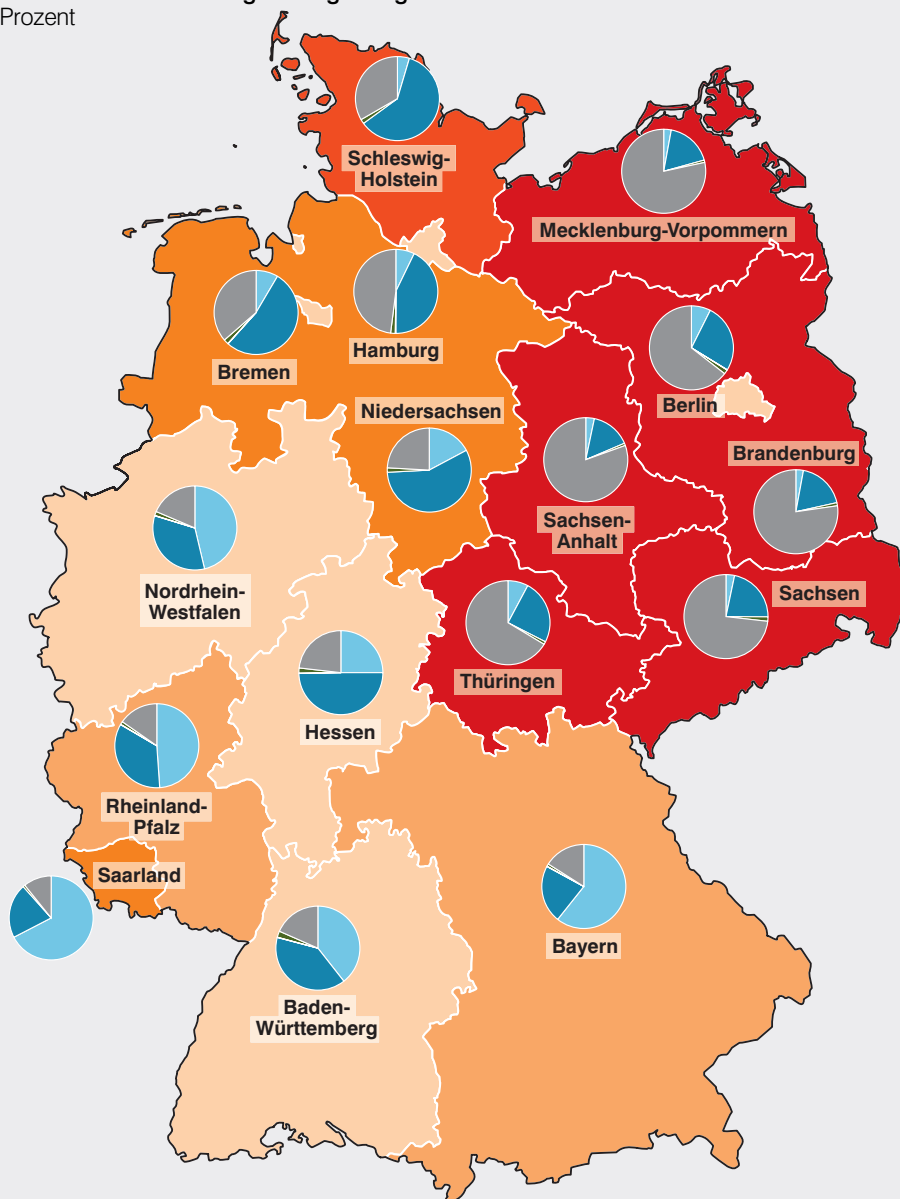 Prozent
Schleswig-
Holstein
Mecklenburg-Vorpommern
Hamburg
Bremen
Berlin
Niedersachsen
Brandenburg
Sachsen-
Anhalt
Nordrhein-
Westfalen
Sachsen
Thüringen
Hessen
Rheinland-
Pfalz
Saarland
Bayern
Baden-
Württemberg